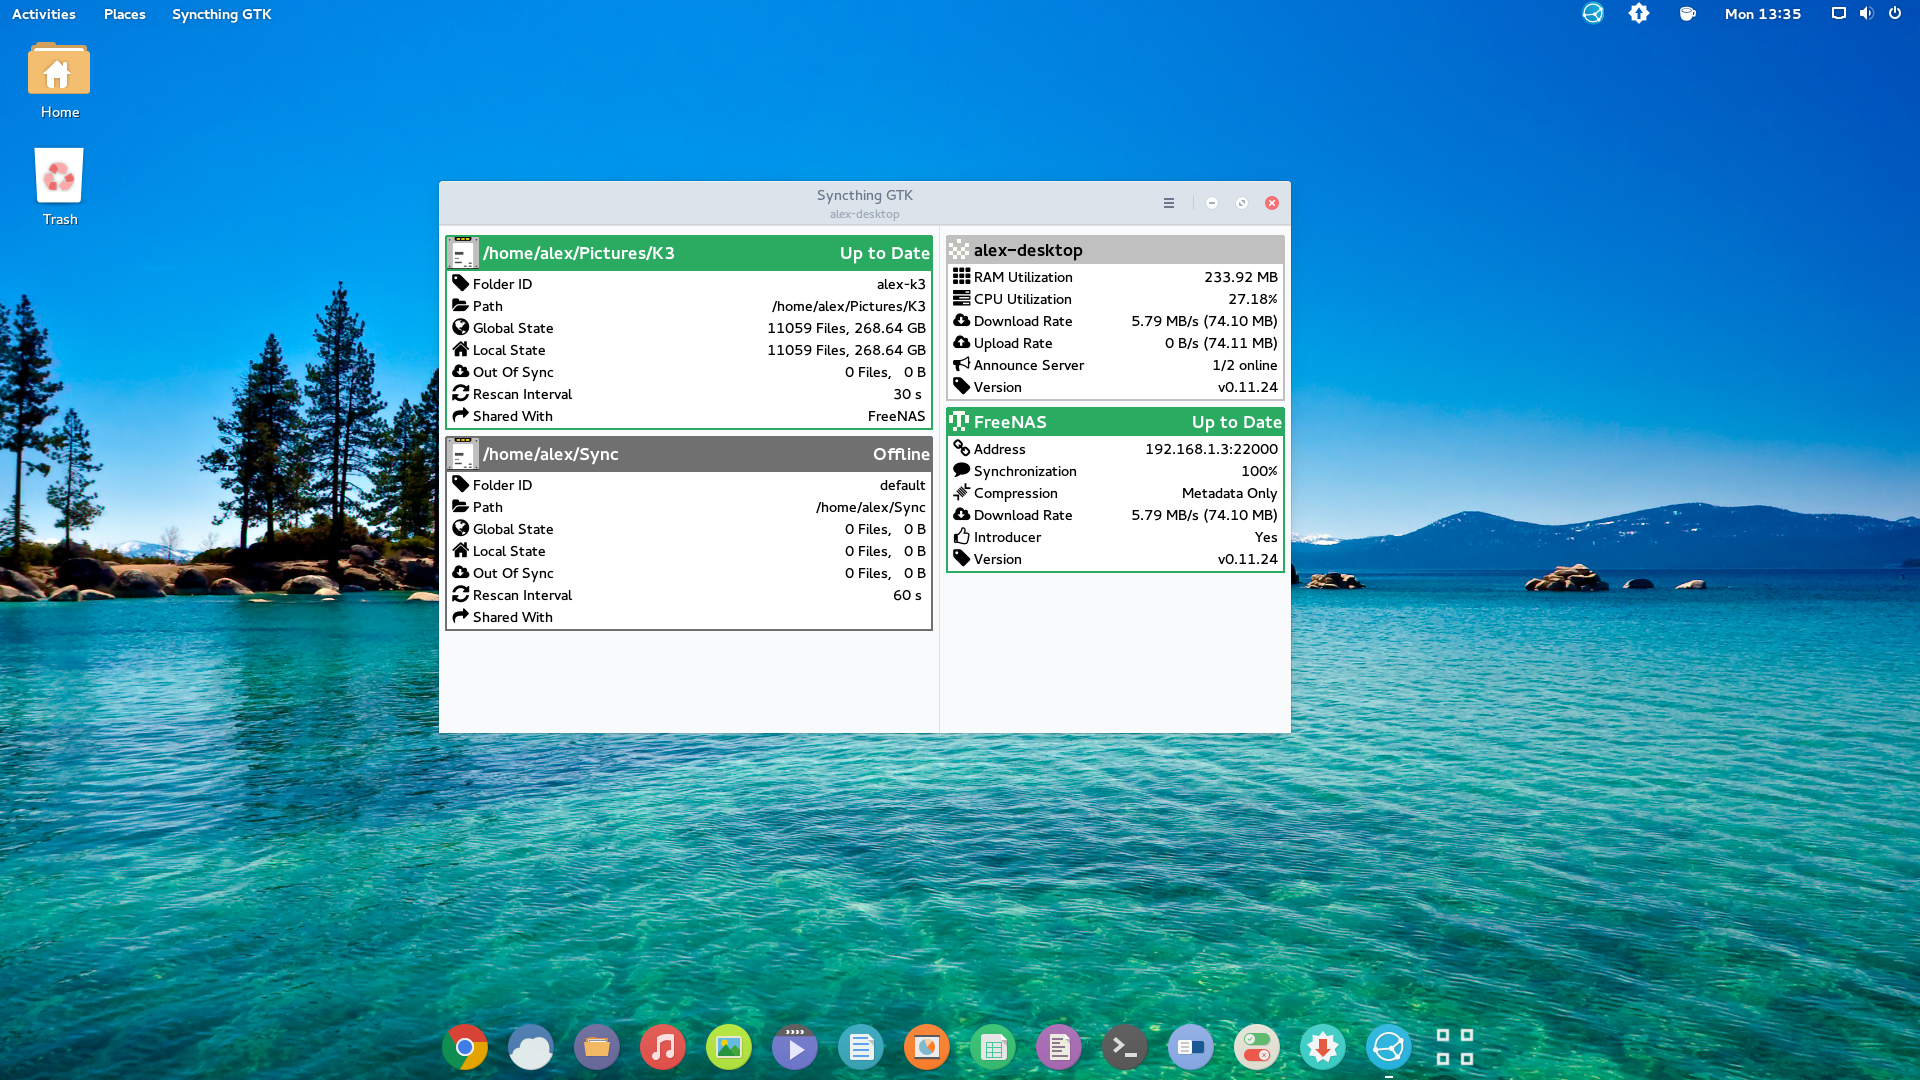 Activities Places Syncthing GTK Mon 13:35
Home
Trash
Syncthing GTK
alex-desktop
/home/alex/Pictures/K3 Up to Date
Folder ID alex-k3
Path /home/alex/Pictures/K3
Global State 11059 Files, 268.64 GB
Local State 11059 Files, 268.64 GB
Out Of Sync 0 Files, 0 B
Rescan Interval 30 s
Shared With FreeNAS
/home/alex/Sync Offline
Folder ID default
Path /home/alex/Sync
Global State 0 Files, 0 B
Local State 0 Files, 0 B
Out Of Sync 0 Files, 0 B
Rescan Interval 60 s
Shared With
alex-desktop
RAM Utilization 233.92 MB
CPU Utilization 27.18%
Download Rate 5.79 MB/s (74.10 MB)
Upload Rate 0 B/s (74.11 MB)
Announce Server 1/2 online
Version v0.11.24
FreeNAS Up to Date
Address 192.168.1.3:22000
Synchronization 100%
Compression Metadata Only
Download Rate 5.79 MB/s (74.10 MB)
Introducer Yes
Version v0.11.24